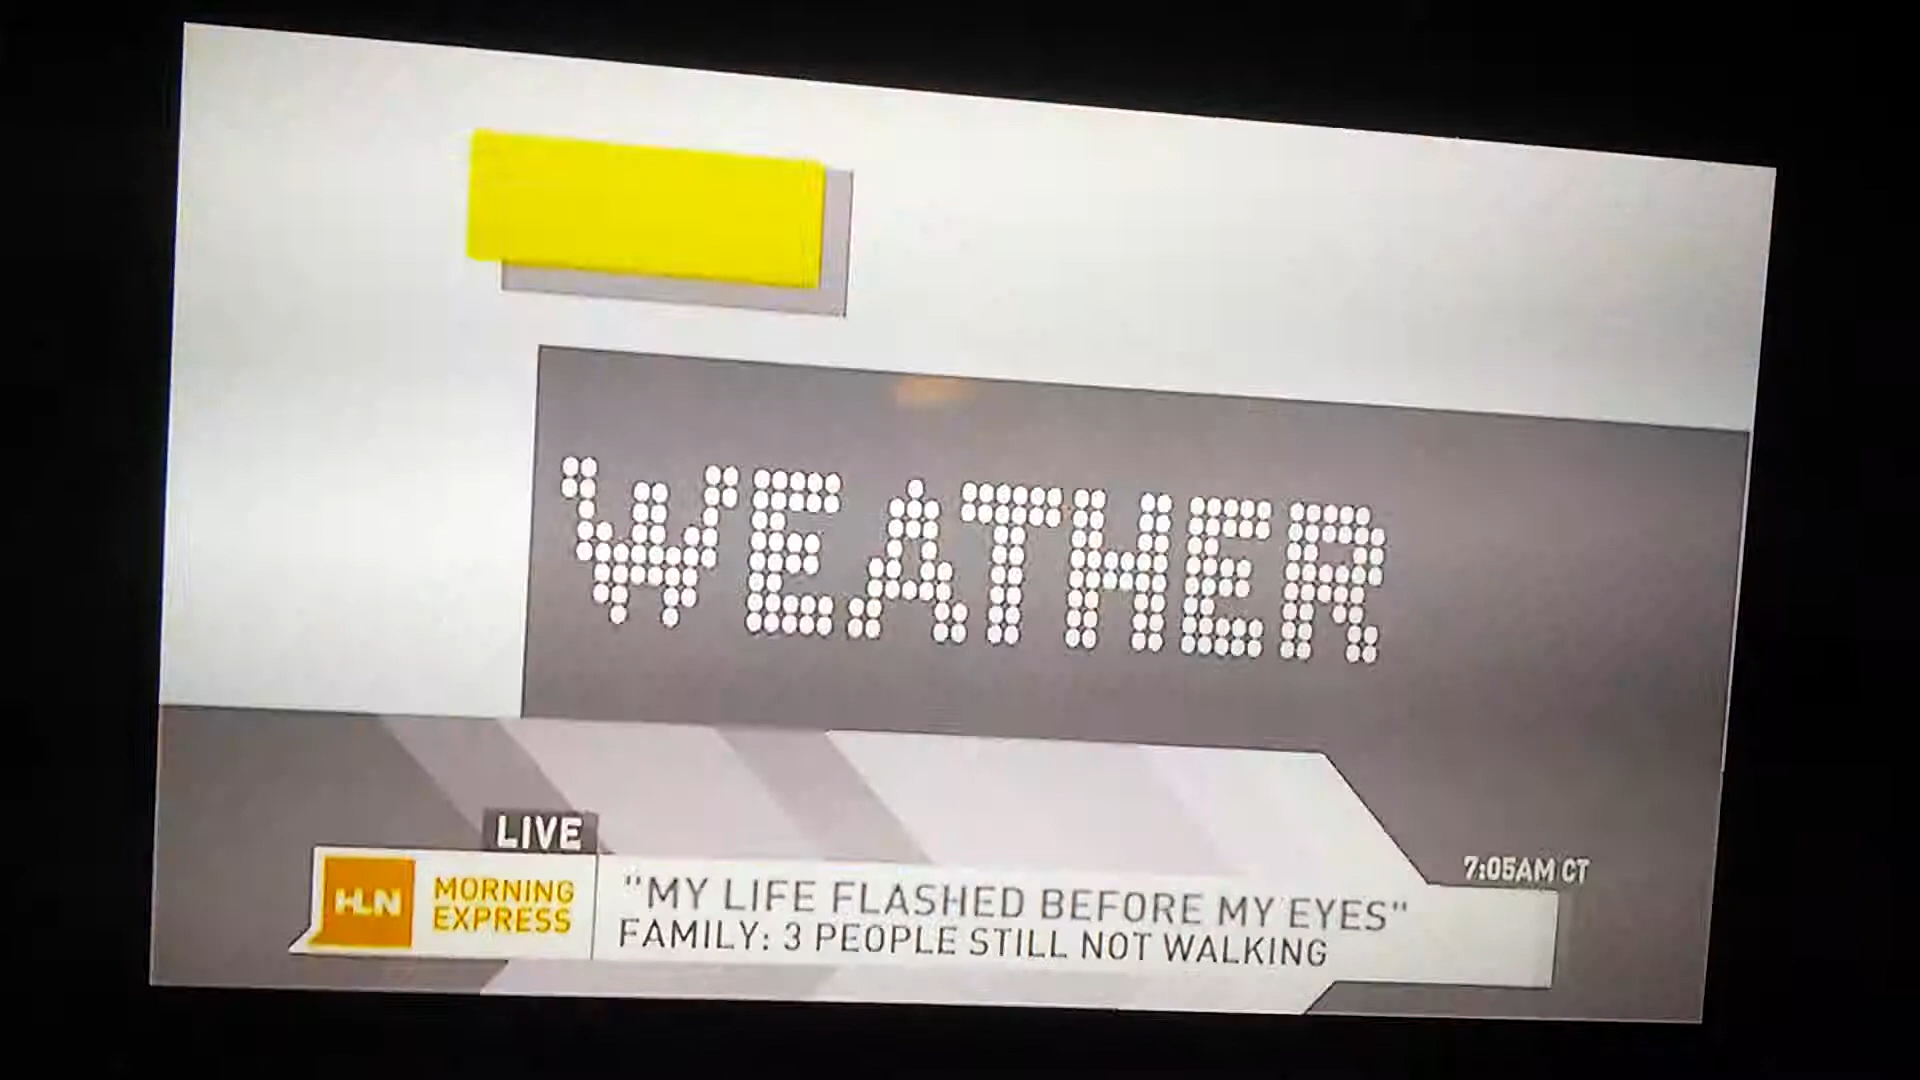 WEATHER
LIVE
HLN
MORNING
EXPRESS
"MY LIFE FLASHED BEFORE MY EYES"
FAMILY: 3 PEOPLE STILL NOT WALKING
7:05AM CT